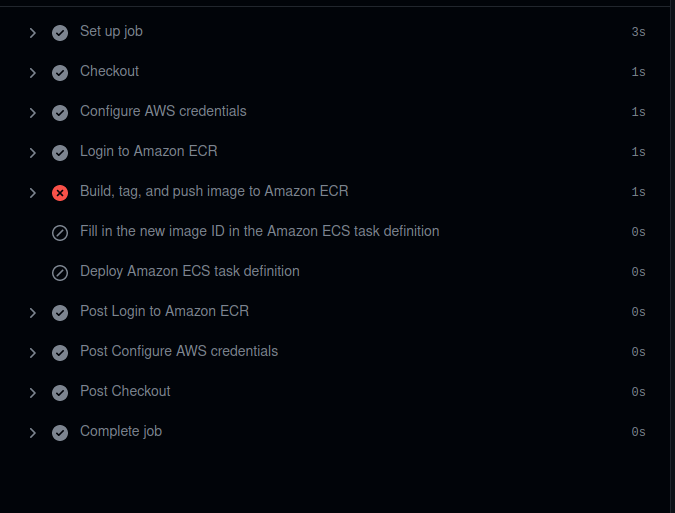 Set up job 3s
Checkout 1s
Configure AWS credentials 1s
Login to Amazon ECR 1s
Build, tag, and push image to Amazon ECR 1s
Fill in the new image ID in the Amazon ECS task definition 0s
Deploy Amazon ECS task definition 0s
Post Login to Amazon ECR 0s
Post Configure AWS credentials 0s
Post Checkout 0s
Complete job 0s